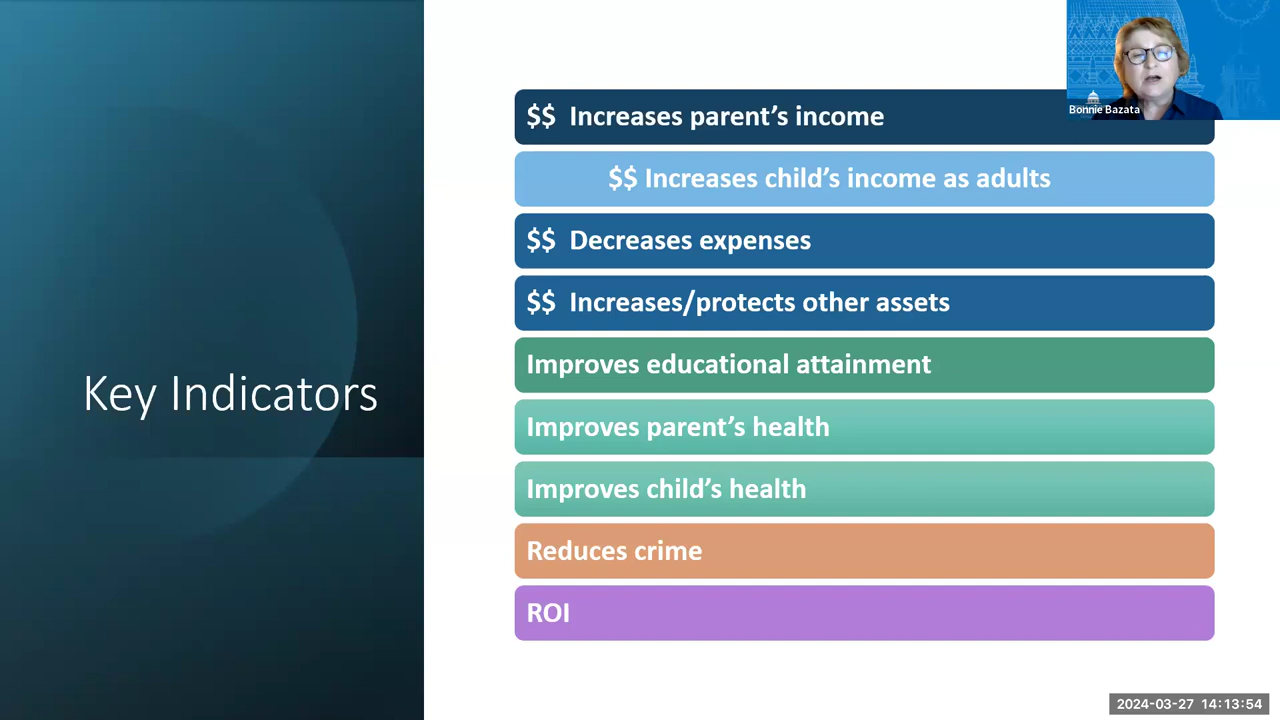 Key Indicators
$$ Increases parent's income
$$ Increases child's income as adults
$$ Decreases expenses
$$ Increases/protects other assets
Improves educational attainment
Improves parent's health
Improves child's health
Reduces crime
ROI
Bonnie Bazata
2024-03-27 14:13:54